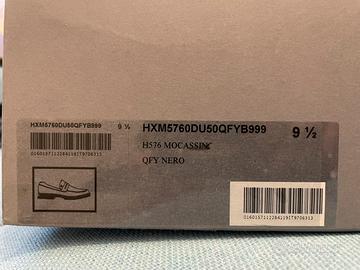 HXM5760DU50QFYB999 9 ½
HXM5760DU50QFYB999 9 ½
H576 MOCASSINO
QFY NERO